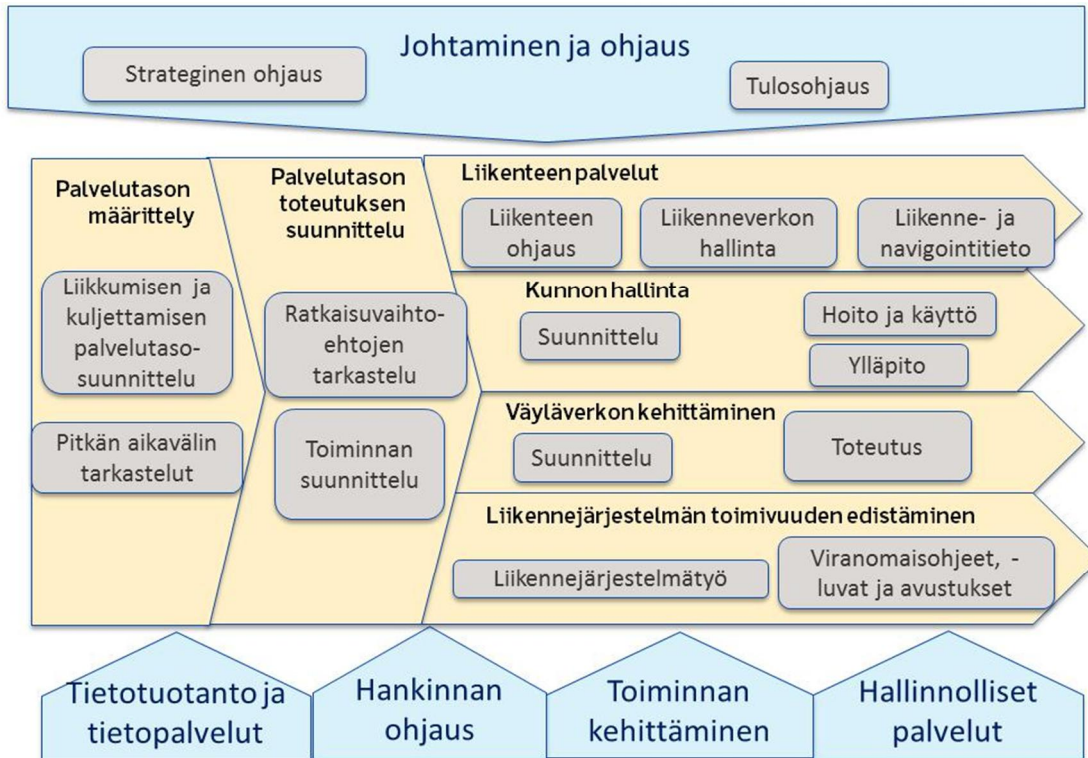 Johtaminen ja ohjaus
Strateginen ohjaus
Tulosohjaus
Palvelutason
määrittely
Liikkumisen ja
kuljettamisen
palvelutaso-
suunnittelu
Pitkän aikavälin
tarkastelut
Palvelutason
toteutuksen
suunnittelu
Ratkaisuvaihto-
ehtojen
tarkastelu
Toiminnan
suunnittelu
Liikenteen palvelut
Liikenteen
ohjaus
Liikenneverkon
hallinta
Liikenne- ja
navigointitieto
Kunnon hallinta
Suunnittelu
Hoito ja käyttö
Ylläpito
Väyläverkon kehittäminen
Suunnittelu
Toteutus
Liikennejärjestelmän toimivuuden edistäminen
Liikennejärjestelmätyö
Viranomaisohjeet, -
luvat ja avustukset
Tietotuotanto ja
tietopalvelut
Hankinnan
ohjaus
Toiminnan
kehittäminen
Hallinnolliset
palvelut